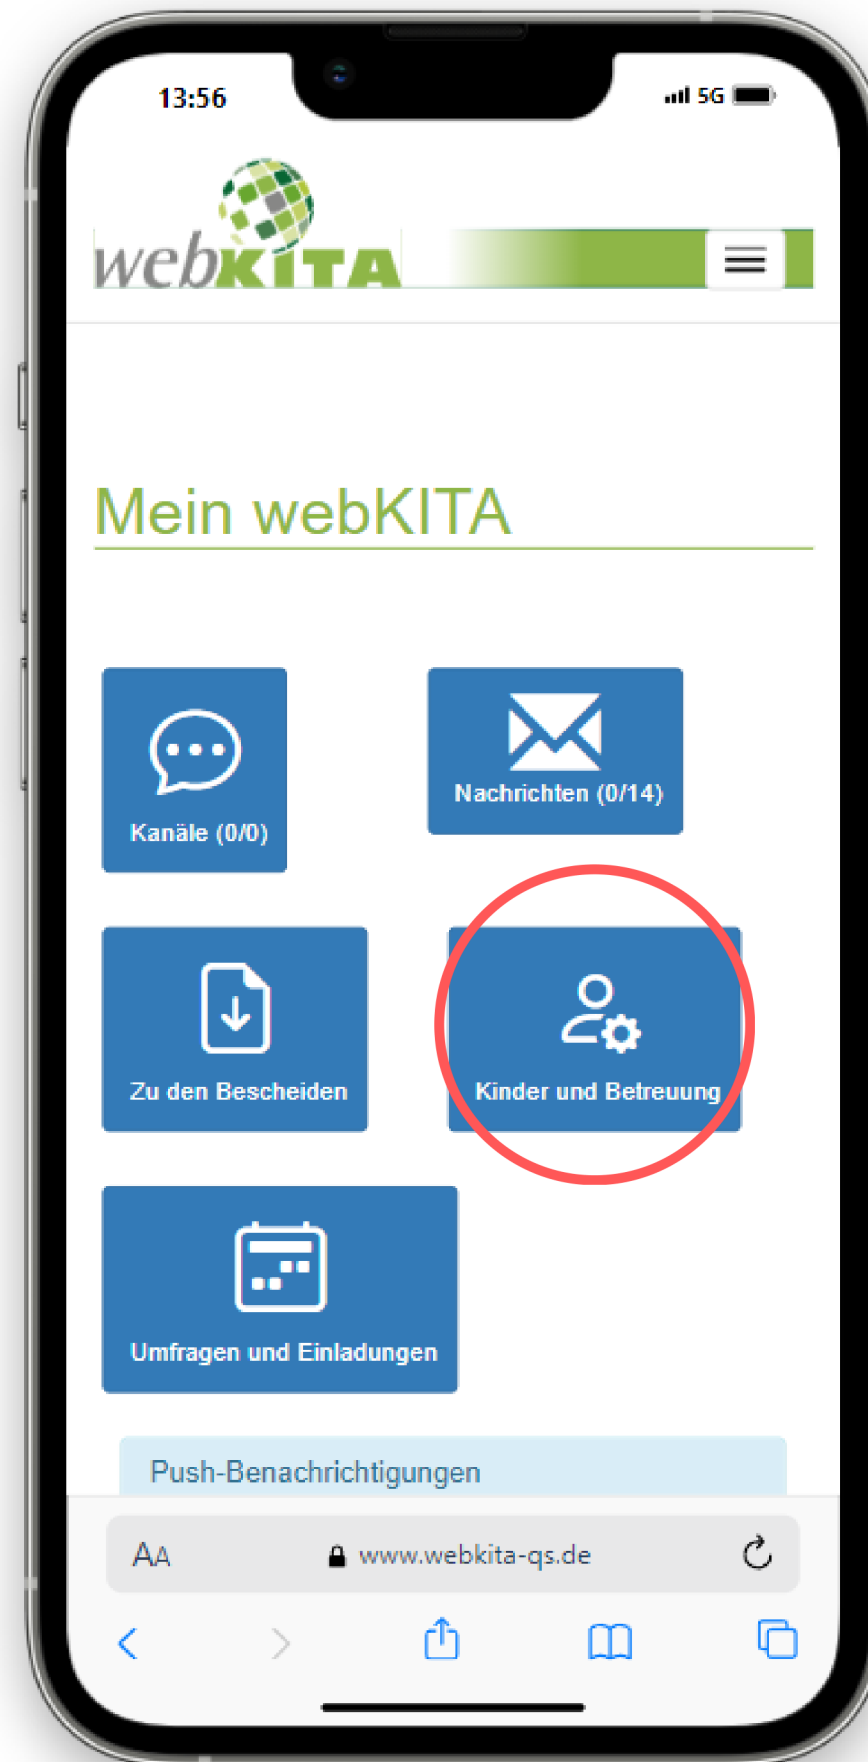 13:56
5G
webKITA
Mein webKITA
Kanäle (0/0)
Nachrichten (0/14)
Zu den Bescheiden
Kinder und Betreuung
Umfragen und Einladungen
Push-Benachrichtigungen
AA www.webkita-qs.de